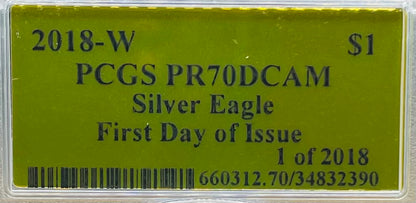 2018-W $1
PCGS PR70DCAM
Silver Eagle
First Day of Issue
1 of 2018
660312.70/34832390